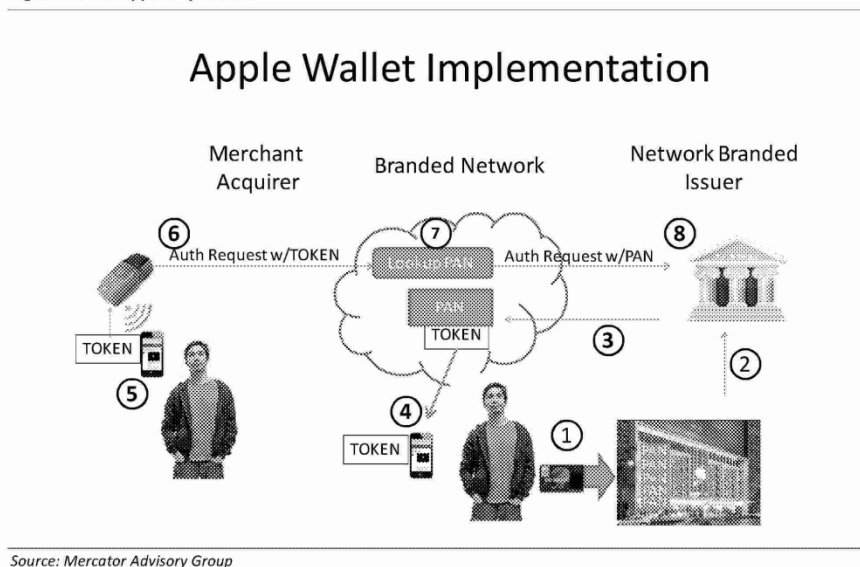 Apple Wallet Implementation
Merchant
Acquirer
Branded Network
Network Branded
Issuer
6
7
8
Auth Request w/TOKEN
Lookup PAN
Auth Request w/PAN
PAN
TOKEN
3
2
TOKEN
5
4
1
TOKEN
Source: Mercator Advisory Group